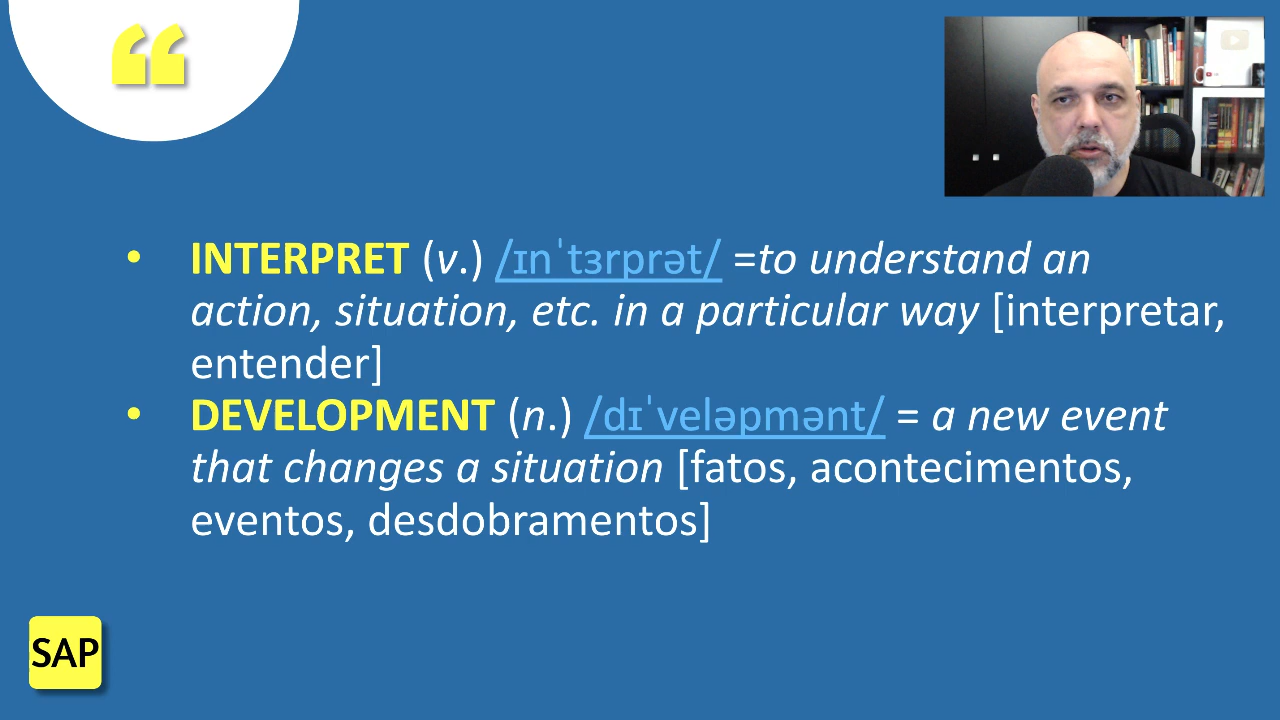 “
INTERPRET (v.) /ɪnˈtɜrprət/ =to understand an
action, situation, etc. in a particular way [interpretar,
entender]
DEVELOPMENT (n.) /dɪˈveləpmənt/ = a new event
that changes a situation [fatos, acontecimentos,
eventos, desdobramentos]
SAP